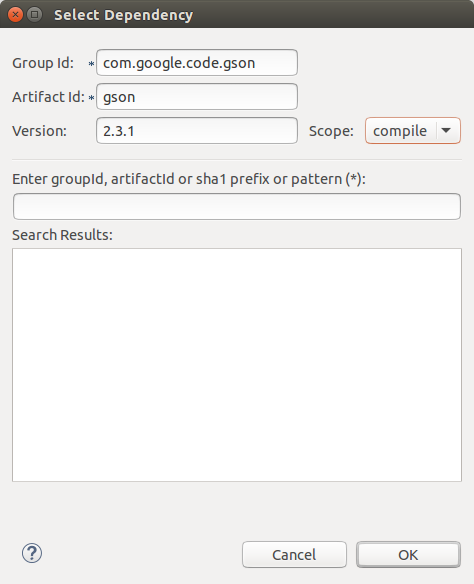 Select Dependency
Group Id: * com.google.code.gson
Artifact Id: * gson
Version: 2.3.1 Scope: compile
Enter groupId, artifactId or sha1 prefix or pattern (*):
Search Results:
? Cancel OK